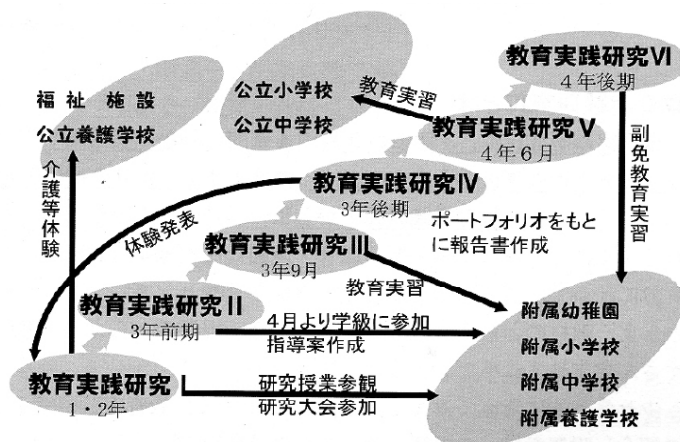 教育実践研究VI
4年後期
福祉施設
公立養護学校
公立小学校
公立中学校
教育実習
教育実践研究V
4年6月
副免教育実習
介護等体験
教育実践研究IV
3年後期
体験発表
ポートフォリオをもと
に報告書作成
教育実践研究III
3年9月
教育実習
教育実践研究II
3年前期
4月より学級に参加
指導案作成
附属幼稚園
附属小学校
附属中学校
附属養護学校
教育実践研究I
1・2年
研究授業参観
研究大会参加